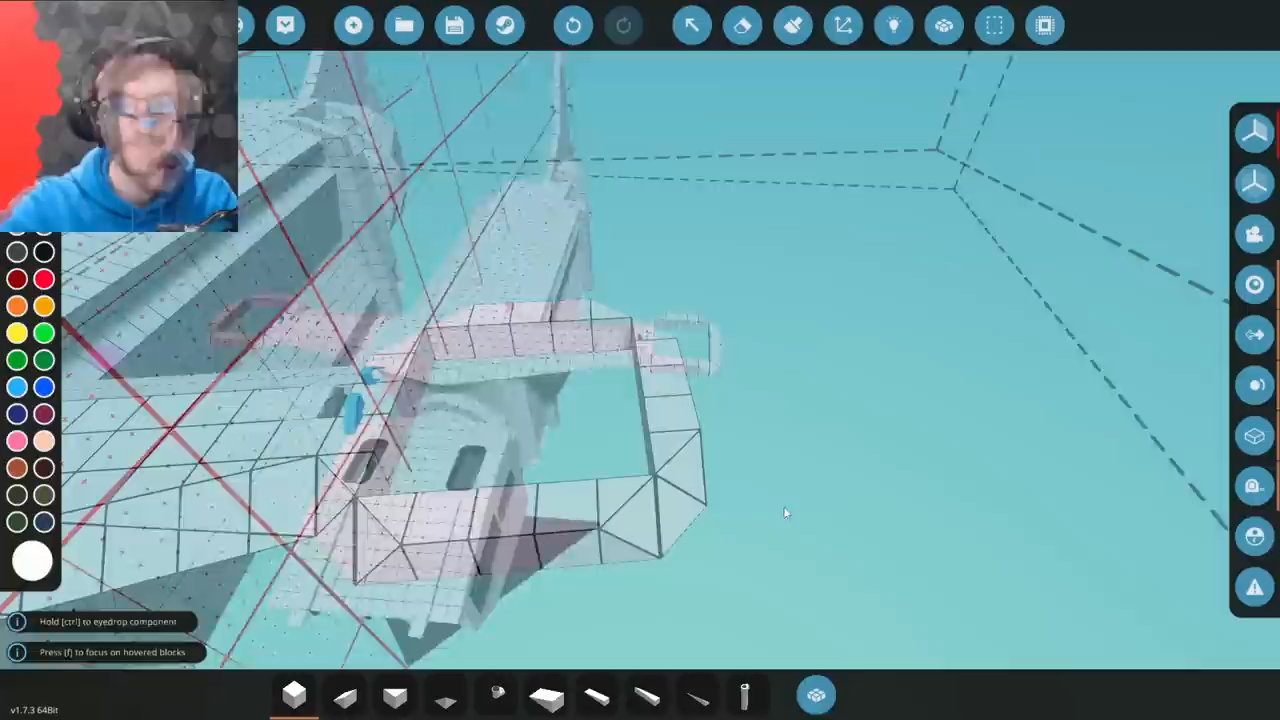 Hold [ctrl] to eyedrop component
Press [f] to focus on hovered blocks
v1.7.3 64Bit